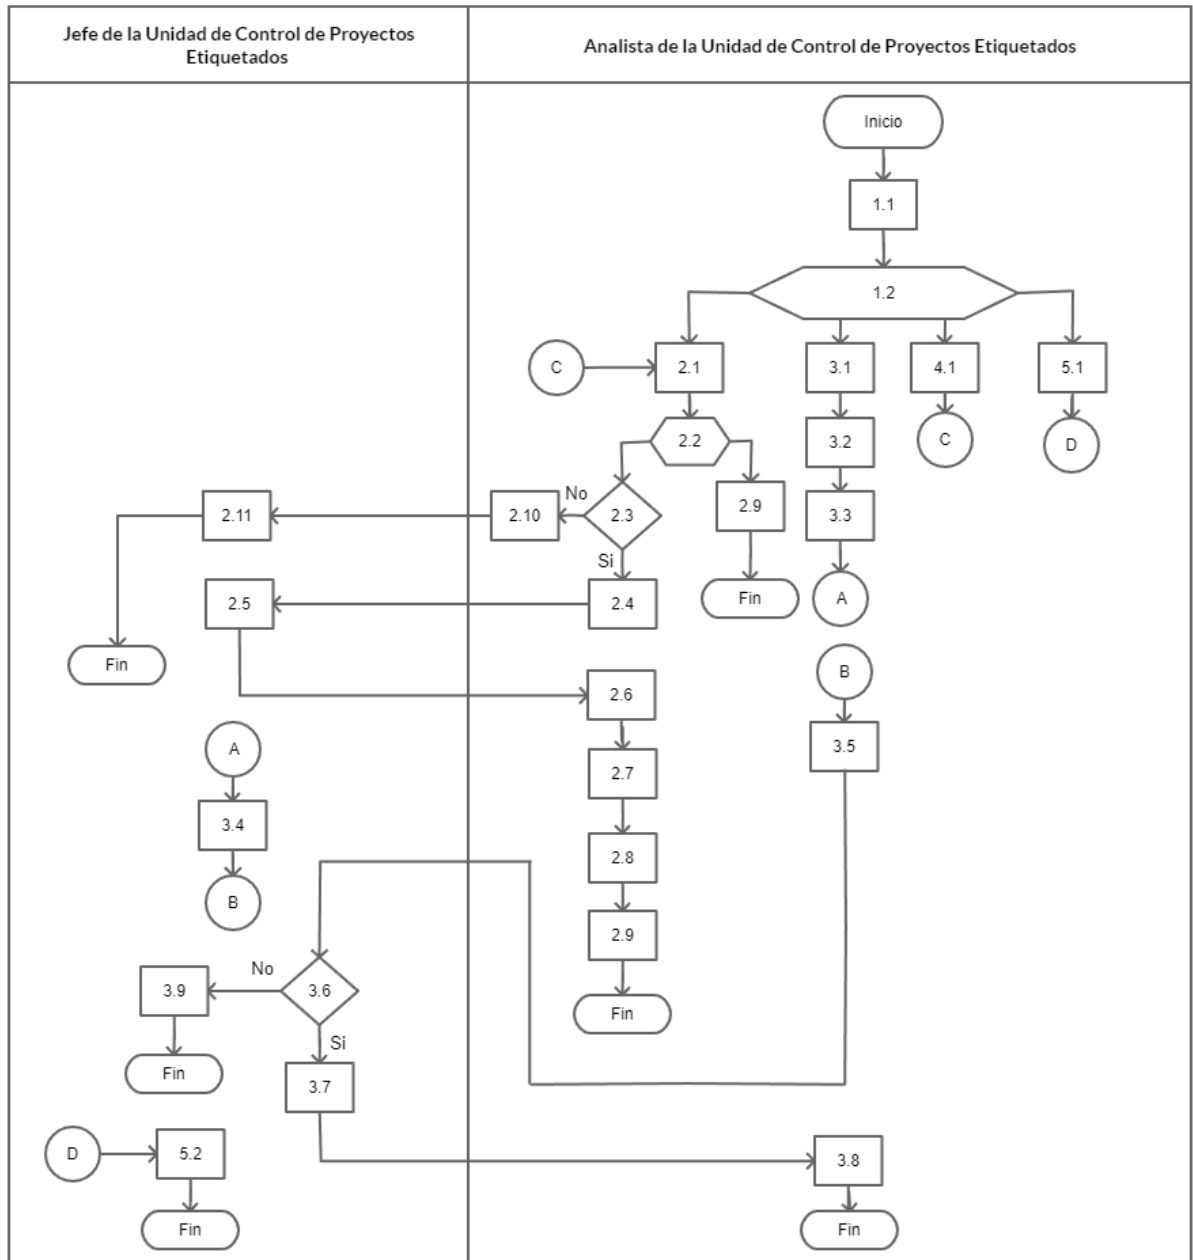 Jefe de la Unidad de Control de Proyectos
Etiquetados
Analista de la Unidad de Control de Proyectos Etiquetados
Inicio
1.1
1.2
C
2.1
3.1
4.1
5.1
2.2
3.2
C
D
2.11
2.10
No
2.3
2.9
3.3
Si
2.5
2.4
Fin
A
Fin
B
2.6
A
3.5
2.7
3.4
2.8
B
2.9
3.9
No
3.6
Fin
Si
Fin
3.7
D
5.2
3.8
Fin
Fin